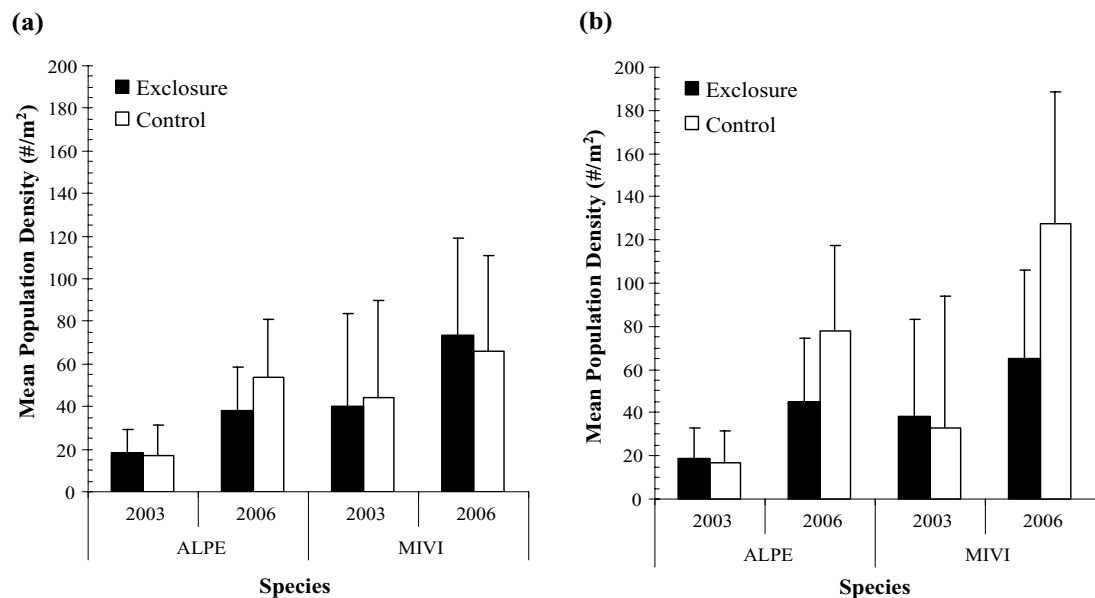 (a)
Mean Population Density (#/m²)
200
180
160
140
120
100
80
60
40
20
0
Exclosure
Control
2003 2006 2003 2006
ALPE MIVI
Species
(b)
Mean Population Density (#/m²)
200
180
160
140
120
100
80
60
40
20
0
Exclosure
Control
2003 2006 2003 2006
ALPE MIVI
Species